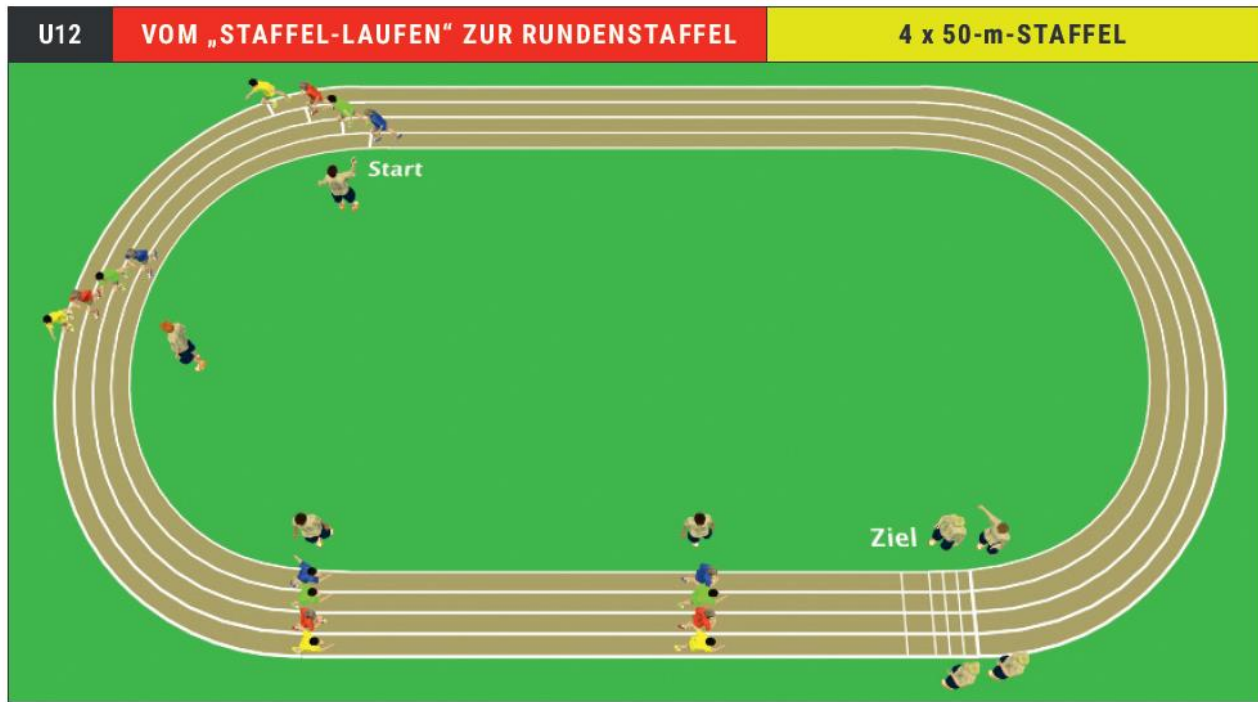 U12 VOM „STAFFEL-LAUFEN“ ZUR RUNDENSTAFFEL 4 x 50-m-STAFFEL
Start
Ziel